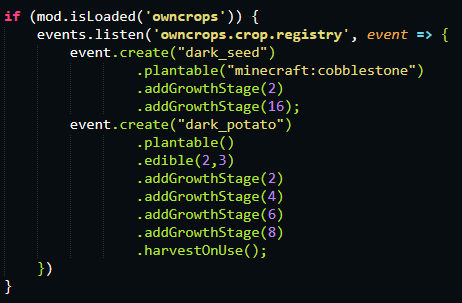 if (mod.isLoaded('owncrops')) {
    events.listen('owncrops.crop.registry', event => {
        event.create("dark_seed")
                .plantable("minecraft:cobblestone")
                .addGrowthStage(2)
                .addGrowthStage(16);
        event.create("dark_potato")
                .plantable()
                .edible(2,3)
                .addGrowthStage(2)
                .addGrowthStage(4)
                .addGrowthStage(6)
                .addGrowthStage(8)
                .harvestOnUse();
    })
}